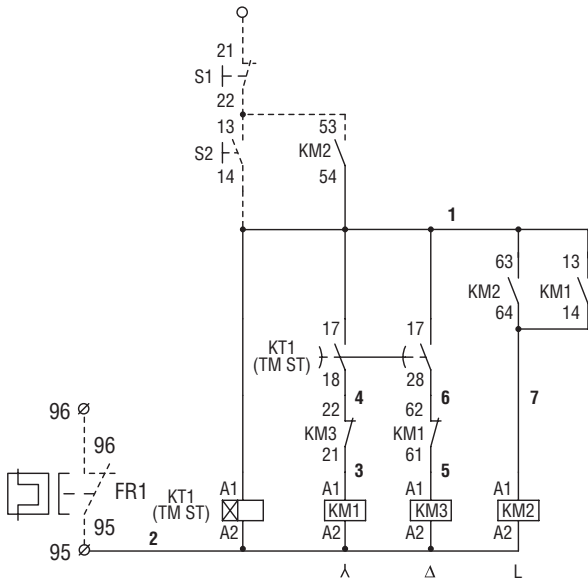 21
S1
22
13
53
S2
KM2
14
54
1
63
13
KM2
KM1
64
14
17
17
KT1
(TM ST)
18
28
4
6
7
22
62
KM3
KM1
21
61
3
5
96
96
FR1
95
95
2
KT1
(TM ST)
A1
A1
A1
A1
KM1
KM3
KM2
A2
A2
A2
A2
⅄
Δ
L